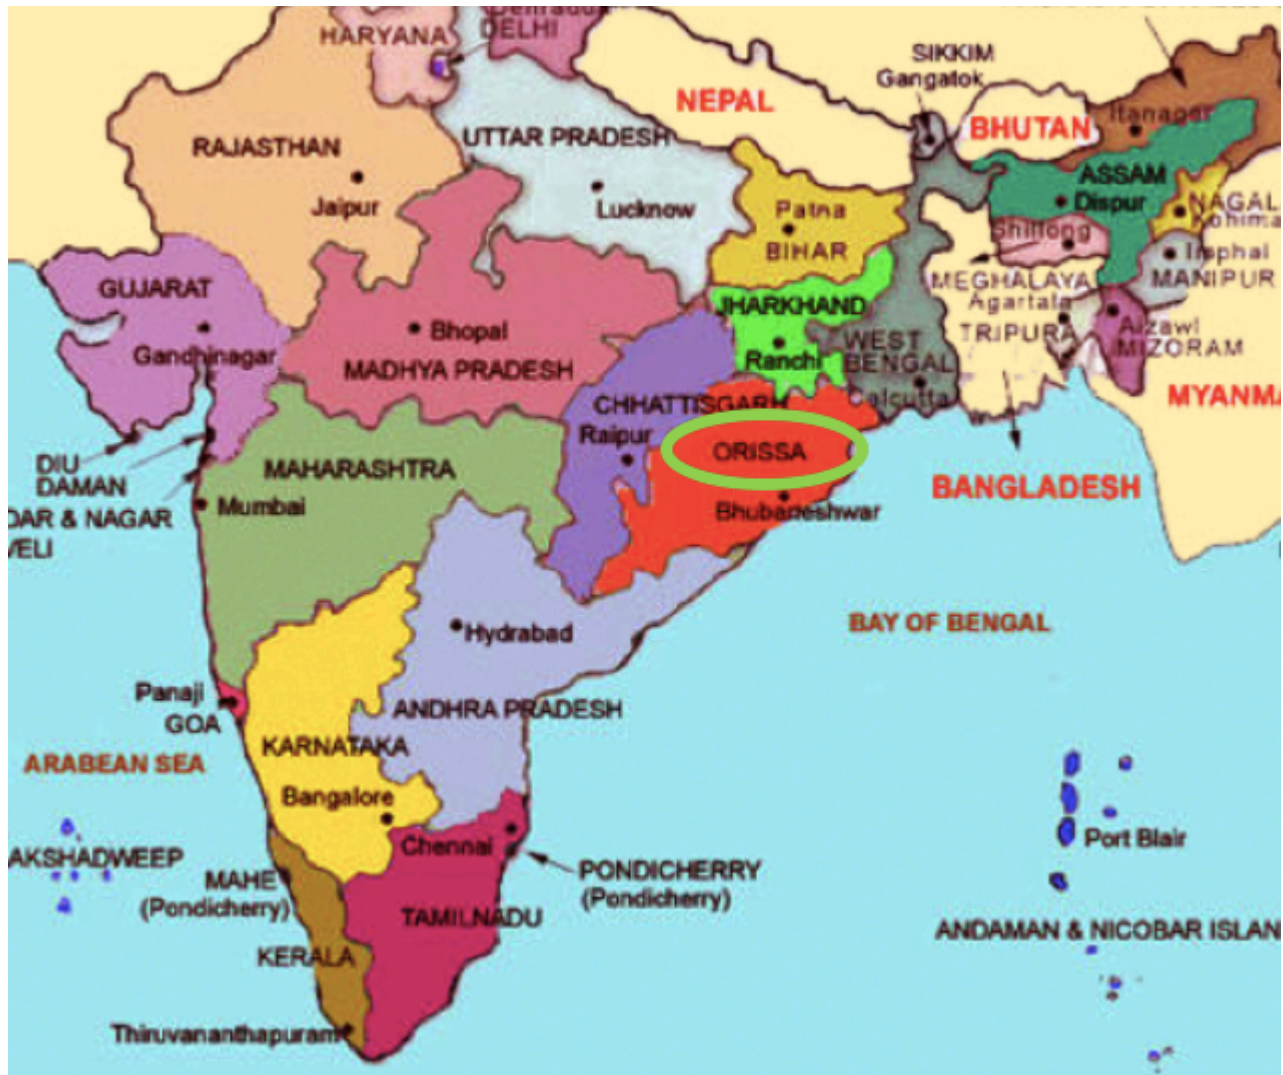 HARYANA
DELHI
SIKKIM
Gangatok
NEPAL
BHUTAN
Itanagar
RAJASTHAN
UTTAR PRADESH
ASSAM
Jaipur
Lucknow
Patna
Dispur
NAGAL
Kohima
BIHAR
Shillong
Imphal
GUJARAT
MEGHALAYA
MANIPUR
JHARKHAND
Agartala
Bhopal
WEST
BENGAL
TRIPURA
Aizawl
MIZORAM
Gandhinagar
MADHYA PRADESH
Ranchi
MYANMA
CHHATTISGARH
Raipur
ORISSA
DIU
DAMAN
MAHARASHTRA
BANGLADESH
DAR & NAGAR
VELI
Mumbai
Bhubaneshwar
BAY OF BENGAL
Hydrabad
Panaji
GOA
ANDHRA PRADESH
KARNATAKA
ARABEAN SEA
Bangalore
Chennai
Port Blair
AKSHADWEEP
MAHE
(Pondicherry)
PONDICHERRY
(Pondicherry)
TAMILNADU
ANDAMAN & NICOBAR ISLAN
KERALA
Thiruvananthapuram